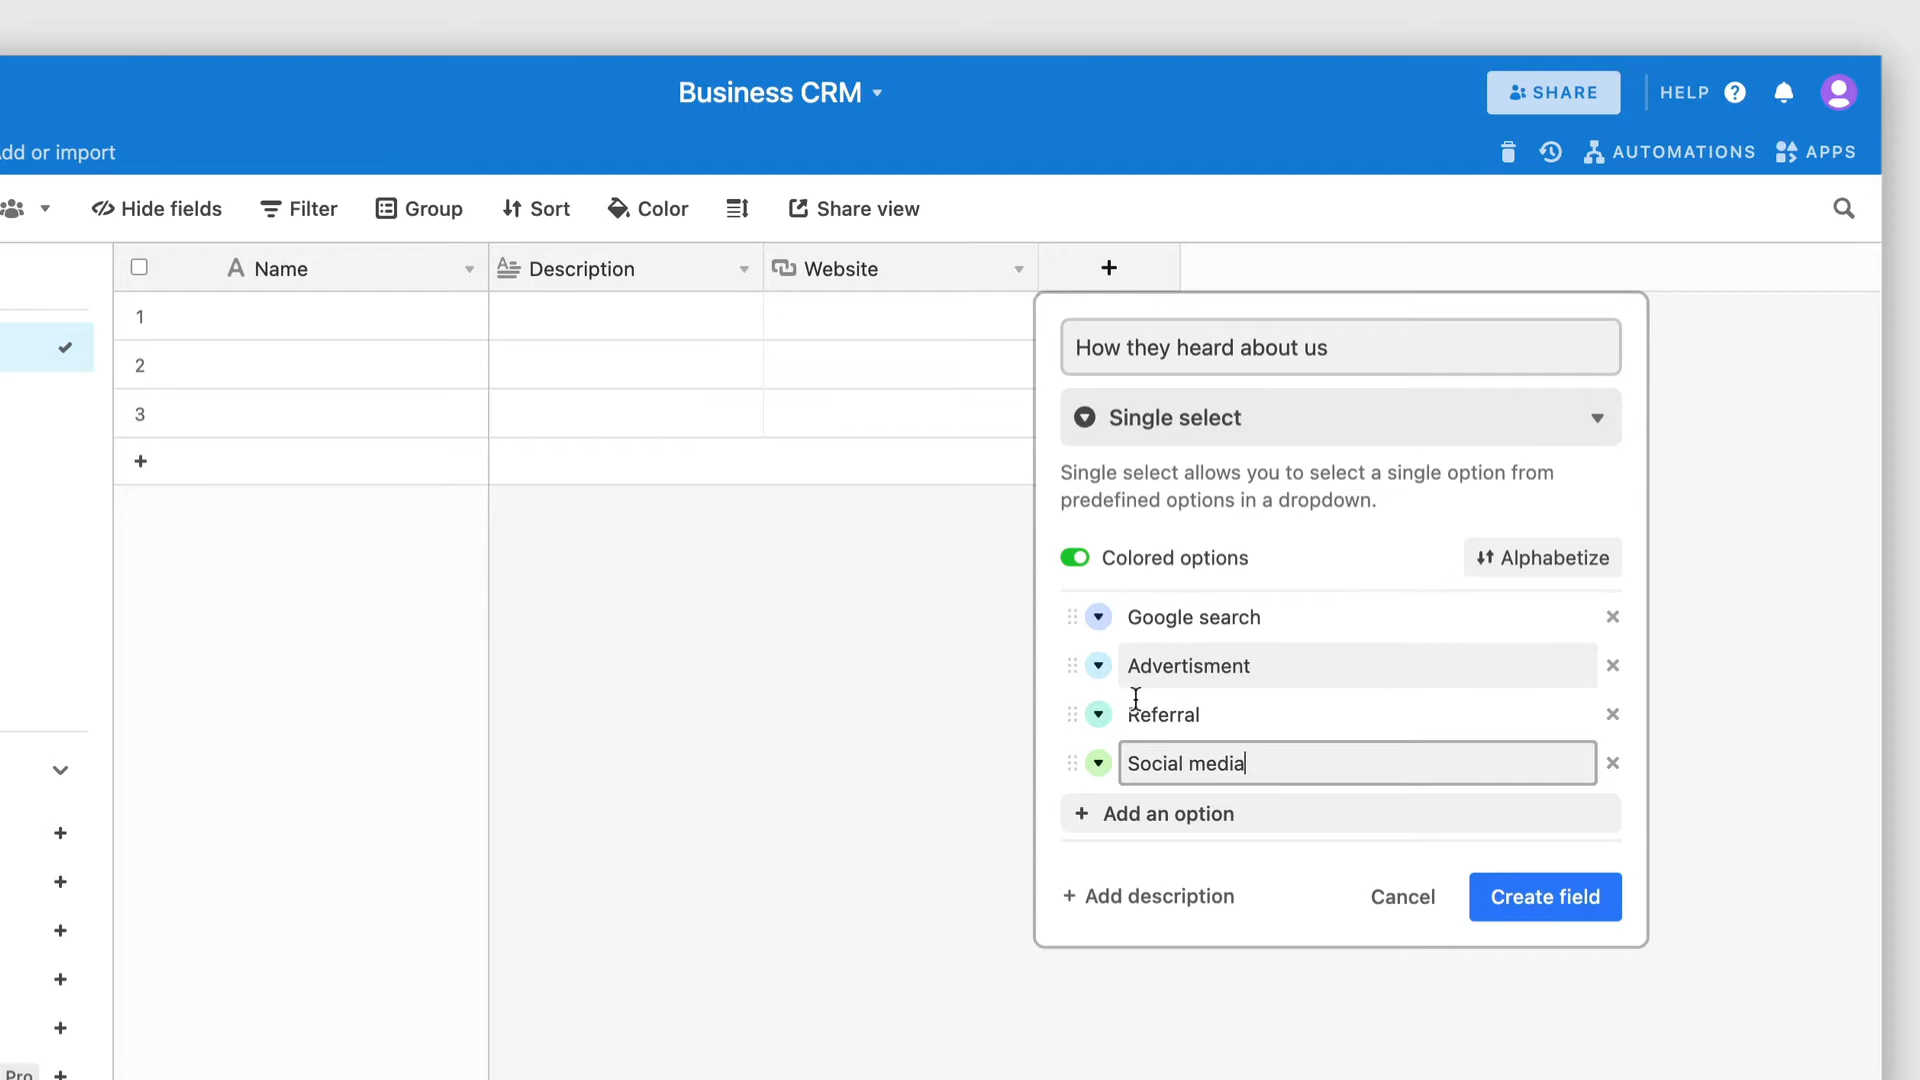 Business CRM
SHARE
HELP
dd or import
AUTOMATIONS
APPS
Hide fields
Filter
Group
Sort
Color
Share view
Name
Description
Website
1
2
3
How they heard about us
Single select
Single select allows you to select a single option from
predefined options in a dropdown.
Colored options
Alphabetize
Google search
Advertisment
Referral
Social media
Add an option
+ Add description
Cancel
Create field
Pro